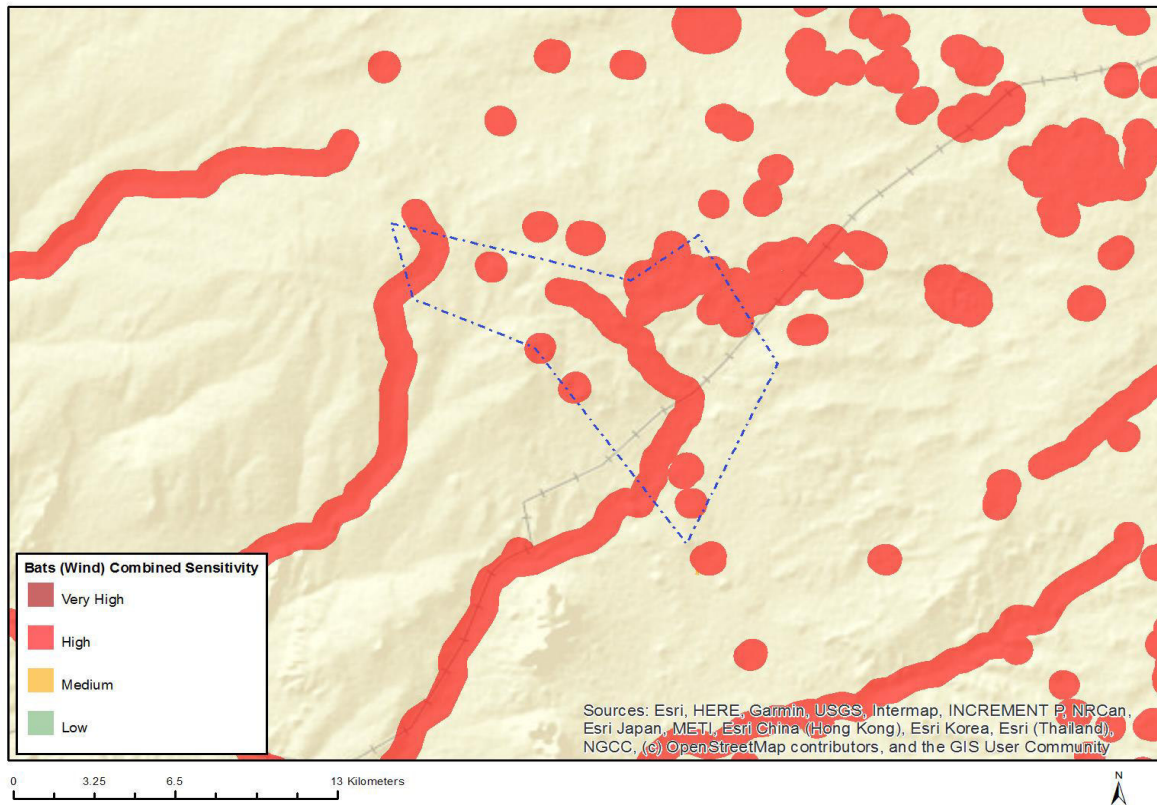 Bats (Wind) Combined Sensitivity
Very High
High
Medium
Low
Sources: Esri, HERE, Garmin, USGS, Intermap, INCREMENT P, NRCan,
Esri Japan, METI, Esri China (Hong Kong), Esri Korea, Esri (Thailand),
NGCC, (c) OpenStreetMap contributors, and the GIS User Community
0 3.25 6.5 13 Kilometers
N